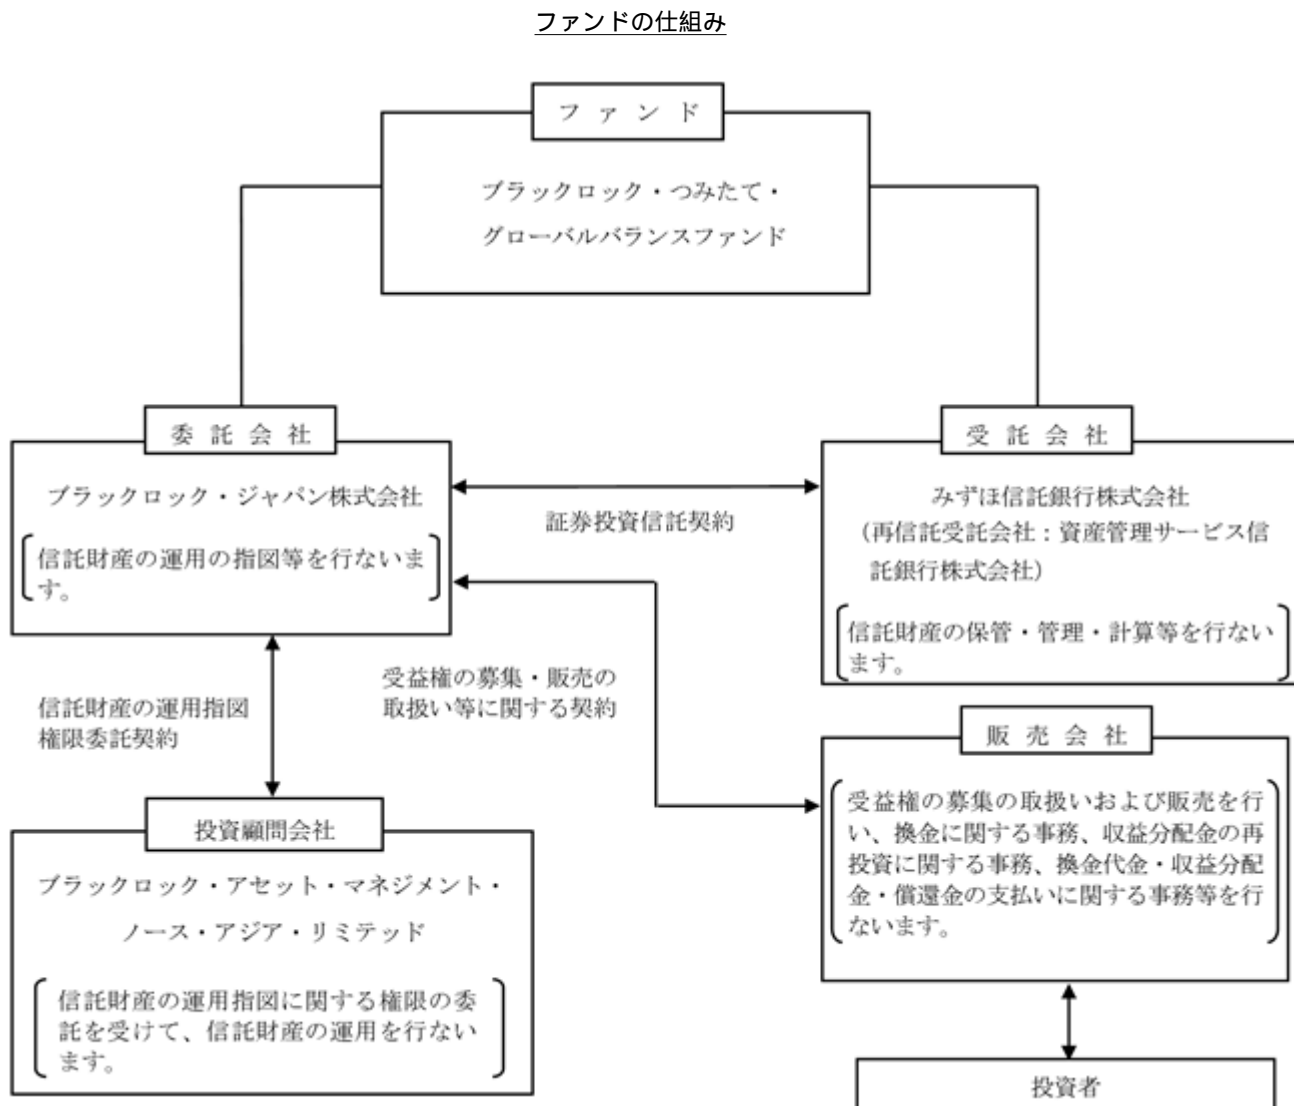 ファンドの仕組み
ファンド
ブラックロック・つみたて・
グローバルバランスファンド
委託会社
ブラックロック・ジャパン株式会社
信託財産の運用の指図等を行ないま
す。
証券投資信託契約
受託会社
みずほ信託銀行株式会社
(再信託受託会社：資産管理サービス信
託銀行株式会社)
信託財産の保管・管理・計算等を行ない
ます。
信託財産の運用指図
権限委託契約
受益権の募集・販売の
取扱い等に関する契約
販売会社
受益権の募集の取扱いおよび販売を行
い、換金に関する事務、収益分配金の再
投資に関する事務、換金代金・収益分配
金・償還金の支払いに関する事務等を行
ないます。
投資顧問会社
ブラックロック・アセット・マネジメント・
ノース・アジア・リミテッド
信託財産の運用指図に関する権限の委
託を受けて、信託財産の運用を行ない
ます。
投資者